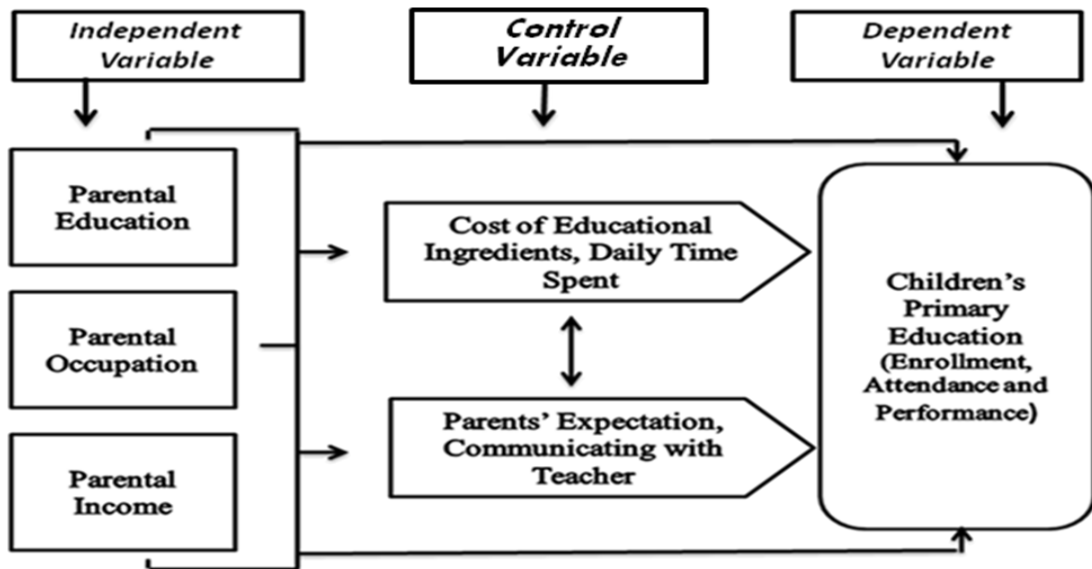 Independent
Variable
Control
Variable
Dependent
Variable
Parental
Education
Parental
Occupation
Parental
Income
Cost of Educational
Ingredients, Daily Time
Spent
Parents’ Expectation,
Communicating with
Teacher
Children’s
Primary
Education
(Enrollment,
Attendance and
Performance)